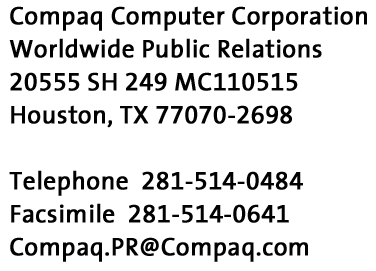 Compaq Computer Corporation
Worldwide Public Relations
20555 SH 249 MC110515
Houston, TX 77070-2698

Telephone  281-514-0484
Facsimile  281-514-0641
Compaq.PR@Compaq.com